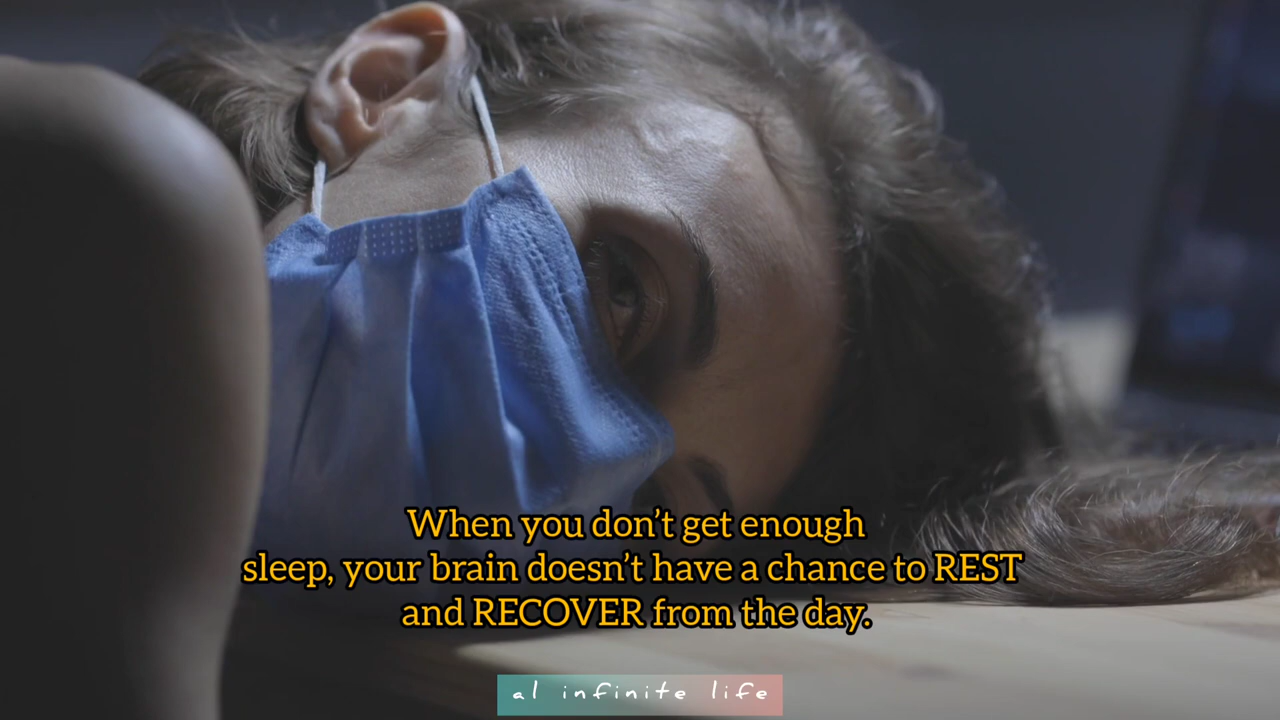 When you don't get enough
sleep, your brain doesn't have a chance to REST
and RECOVER from the day.
al infinite life